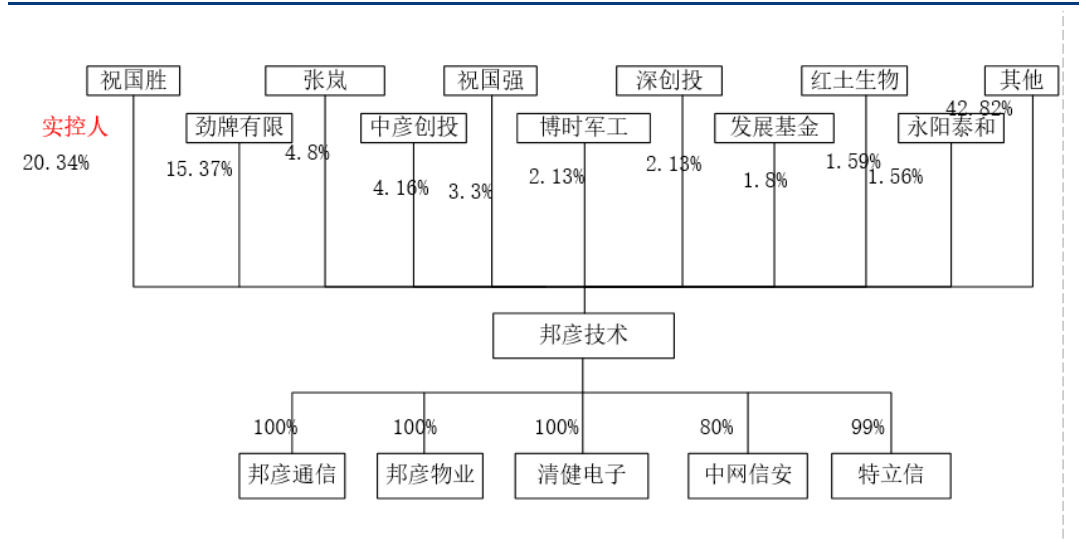 祝国胜 张岚 祝国强 深创投 红土生物 其他
42.82%
实控人 劲牌有限 中彦创投 博时军工 发展基金 永阳泰和
20.34% 15.37% 4.8% 4.16% 3.3% 2.13% 2.13% 1.8% 1.59% 1.56%
邦彦技术
100% 100% 100% 80% 99%
邦彦通信 邦彦物业 清健电子 中网信安 特立信